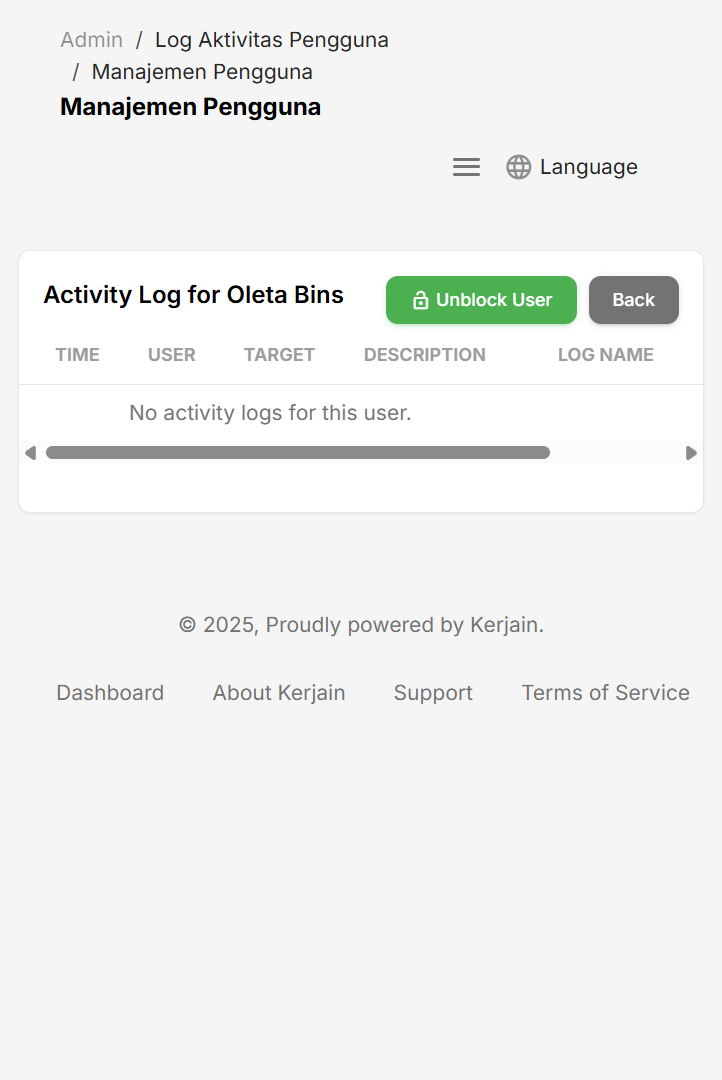 Admin / Log Aktivitas Pengguna
/ Manajemen Pengguna
Manajemen Pengguna
Language
Activity Log for Oleta Bins
Unblock User
Back
TIME USER TARGET DESCRIPTION LOG NAME
No activity logs for this user.
© 2025, Proudly powered by Kerjain.
Dashboard About Kerjain Support Terms of Service